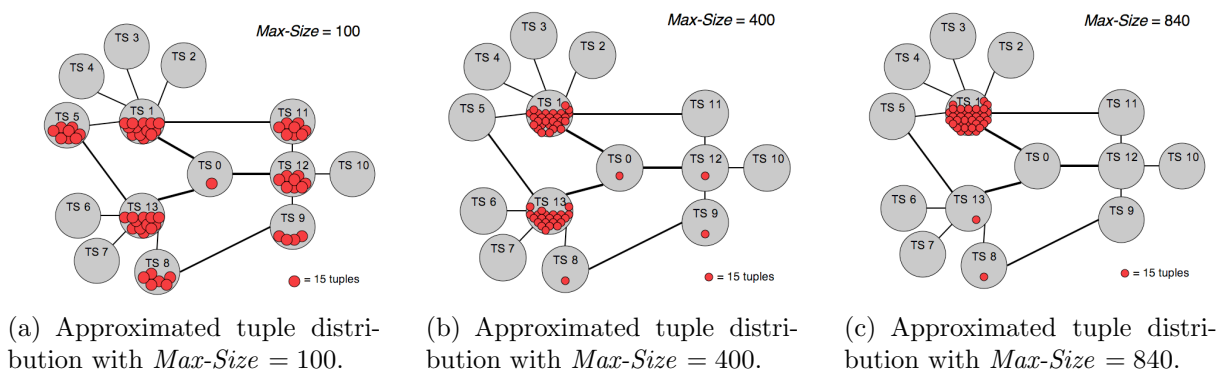 Max-Size = 100
TS 3
TS 4
TS 2
TS 5
TS 1
TS 11
TS 0
TS 12
TS 10
TS 6
TS 13
TS 9
TS 7
TS 8
= 15 tuples
(a) Approximated tuple distri-
bution with Max-Size = 100.
Max-Size = 400
TS 3
TS 2
TS 4
TS 5
TS 1
TS 11
TS 0
TS 12
TS 10
TS 6
TS 13
TS 9
TS 7
TS 8
= 15 tuples
(b) Approximated tuple distri-
bution with Max-Size = 400.
Max-Size = 840
TS 3
TS 2
TS 4
TS 5
TS 1
TS 11
TS 0
TS 12
TS 10
TS 6
TS 13
TS 9
TS 7
TS 8
= 15 tuples
(c) Approximated tuple distri-
bution with Max-Size = 840.